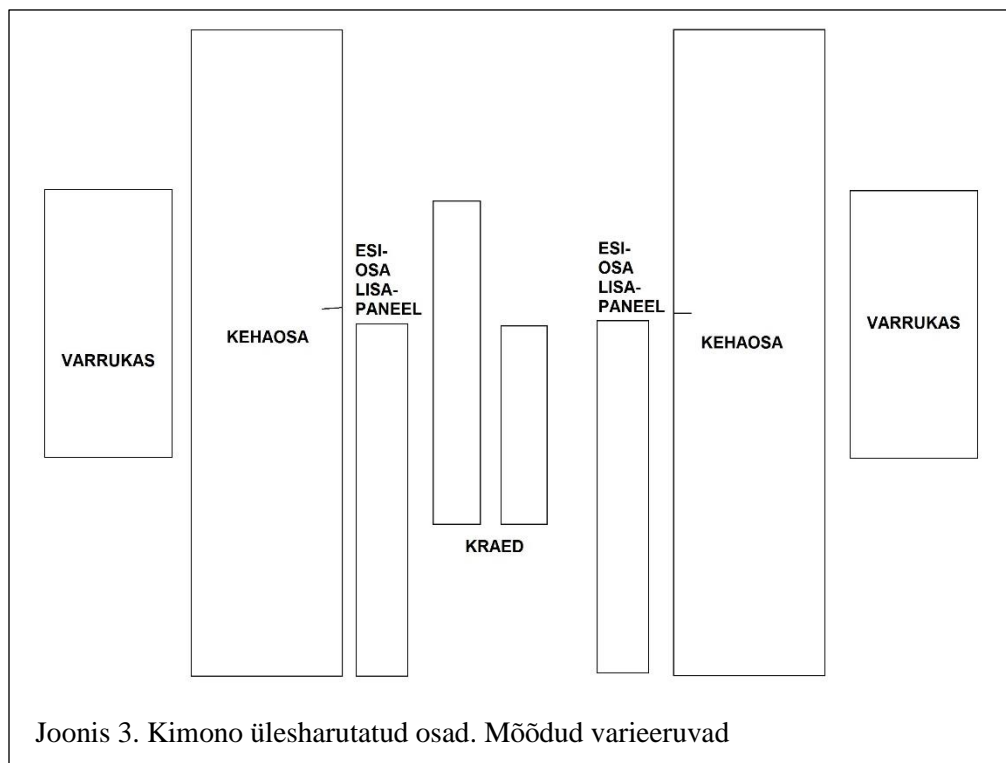 VARRUKAS
KEHAOSA
ESI-
OSA
LISA-
PANEEL
KRAED
ESI-
OSA
LISA-
PANEEL
KEHAOSA
VARRUKAS
Joonis 3. Kimono ülesharutatud osad. Mõõdud varieeruvad